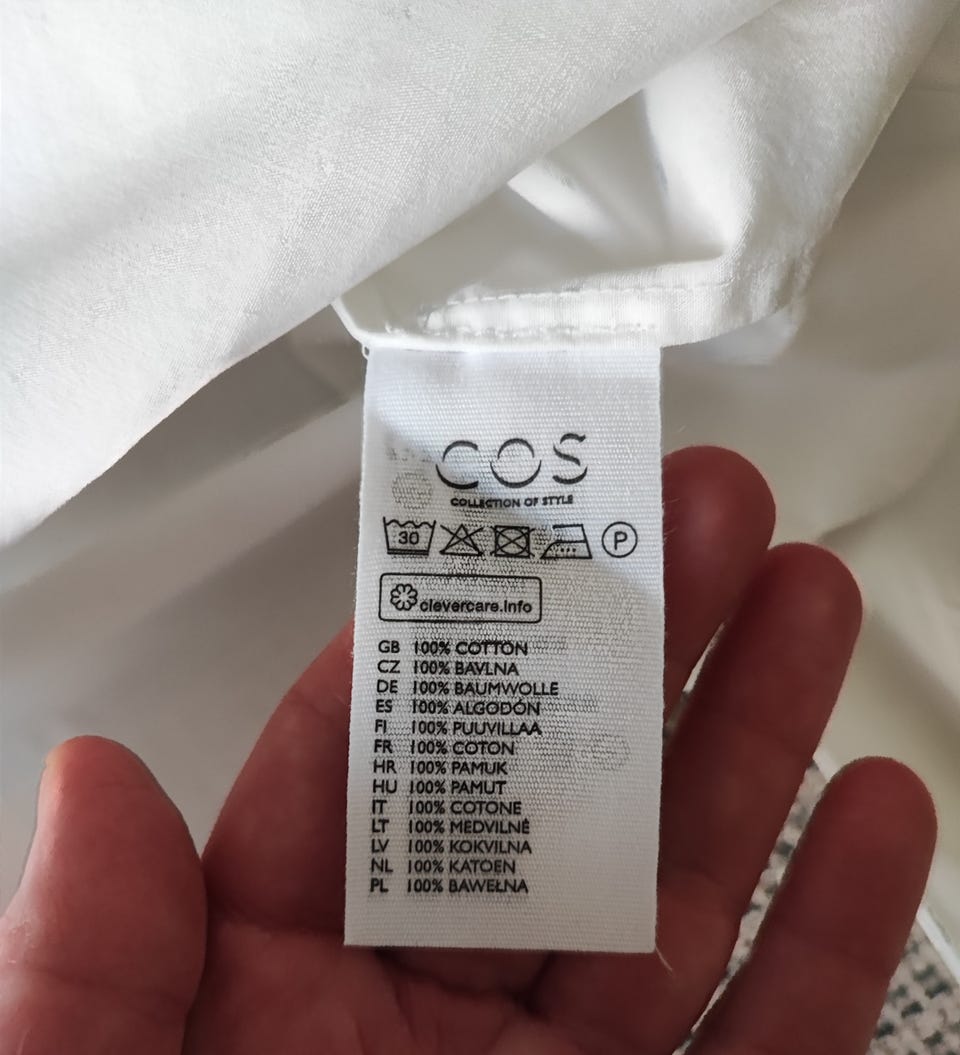 COS
COLLECTION OF STYLE
30 P
clevercare.info
GB 100% COTTON
CZ 100% BAVLNA
DE 100% BAUMWOLLE
ES 100% ALGODÓN
FI 100% PUUVILLAA
FR 100% COTON
HR 100% PAMUK
HU 100% PAMUT
IT 100% COTONE
LT 100% MEDVILNĖ
LV 100% KOKVILNA
NL 100% KATOEN
PL 100% BAWEŁNA